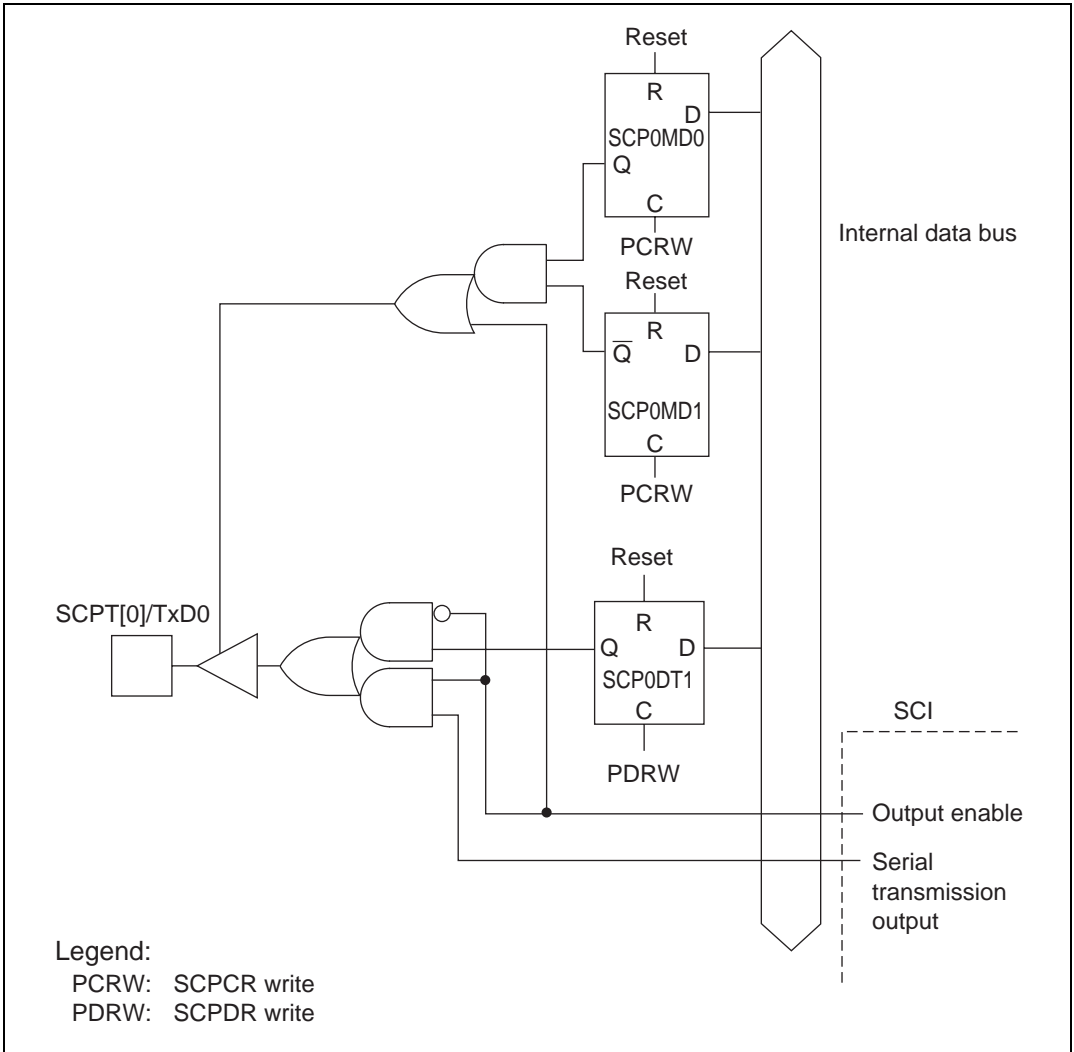 Reset
R
D
SCP0MD0
Q
C
PCRW
Internal data bus
Reset
R
Q̅
D
SCP0MD1
C
PCRW
Reset
SCPT[0]/TxD0
R
Q
D
SCP0DT1
C
SCI
PDRW
Output enable
Serial
transmission
output
Legend:
PCRW: SCPCR write
PDRW: SCPDR write